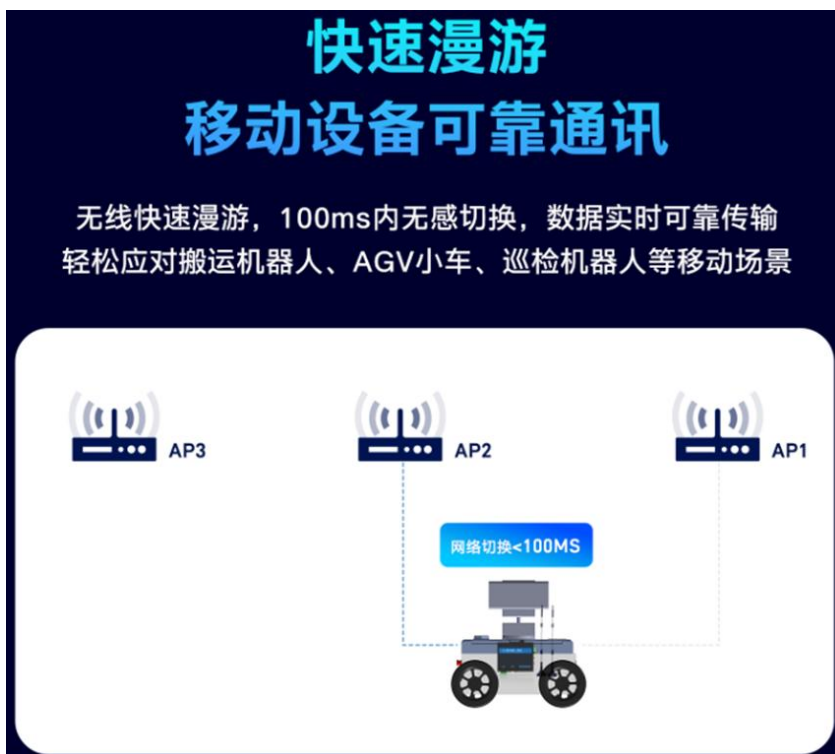 快速漫游
移动设备可靠通讯
无线快速漫游，100ms内无感切换，数据实时可靠传输
轻松应对搬运机器人、AGV小车、巡检机器人等移动场景
AP3
AP2
AP1
网络切换<100MS